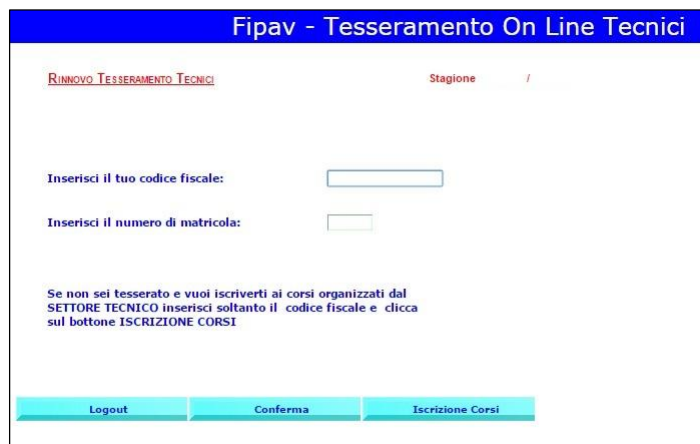 Fipav - Tesseramento On Line Tecnici
RINNOVO TESSERAMENTO TECNICI
Stagione /
Inserisci il tuo codice fiscale:
Inserisci il numero di matricola:
Se non sei tesserato e vuoi iscriverti ai corsi organizzati dal
SETTORE TECNICO inserisci soltanto il codice fiscale e clicca
sul bottone ISCRIZIONE CORSI
Logout Conferma Iscrizione Corsi